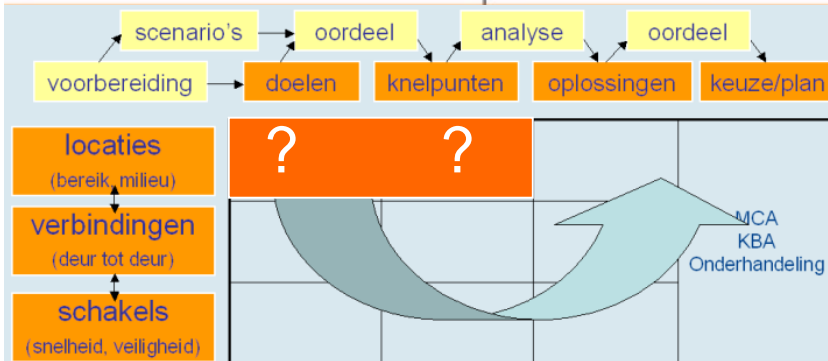 scenario's
oordeel
analyse
oordeel
voorbereiding
doelen
knelpunten
oplossingen
keuze/plan
locaties
(bereik, milieu)
? ?
verbindingen
(deur tot deur)
MCA
KBA
Onderhandeling
schakels
(snelheid, veiligheid)